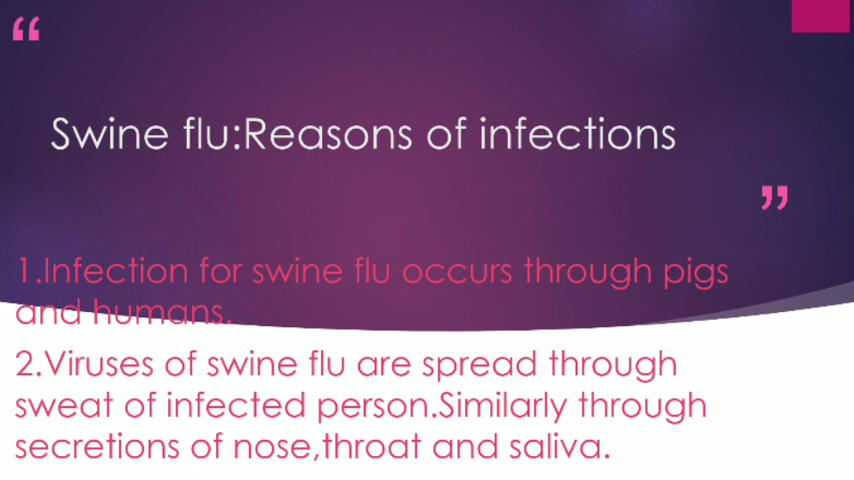 “
Swine flu:Reasons of infections
”
1.Infection for swine flu occurs through pigs
and humans.
2.Viruses of swine flu are spread through
sweat of infected person.Similarly through
secretions of nose,throat and saliva.